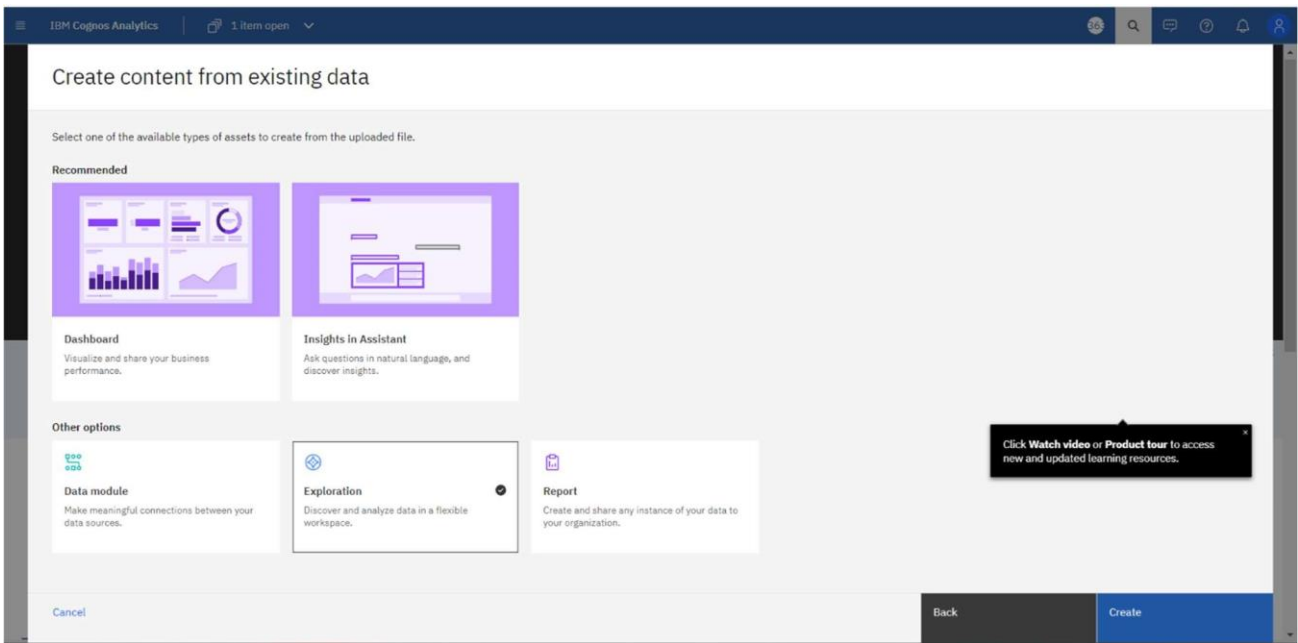 IBM Cognos Analytics
1 item open
Create content from existing data
Select one of the available types of assets to create from the uploaded file.
Recommended
Dashboard
Visualize and share your business
performance.
Insights in Assistant
Ask questions in natural language, and
discover insights.
Other options
Data module
Make meaningful connections between your
data sources.
Exploration
Discover and analyze data in a flexible
workspace.
Report
Create and share any instance of your data to
your organization.
Click Watch video or Product tour to access
new and updated learning resources.
Cancel
Back
Create